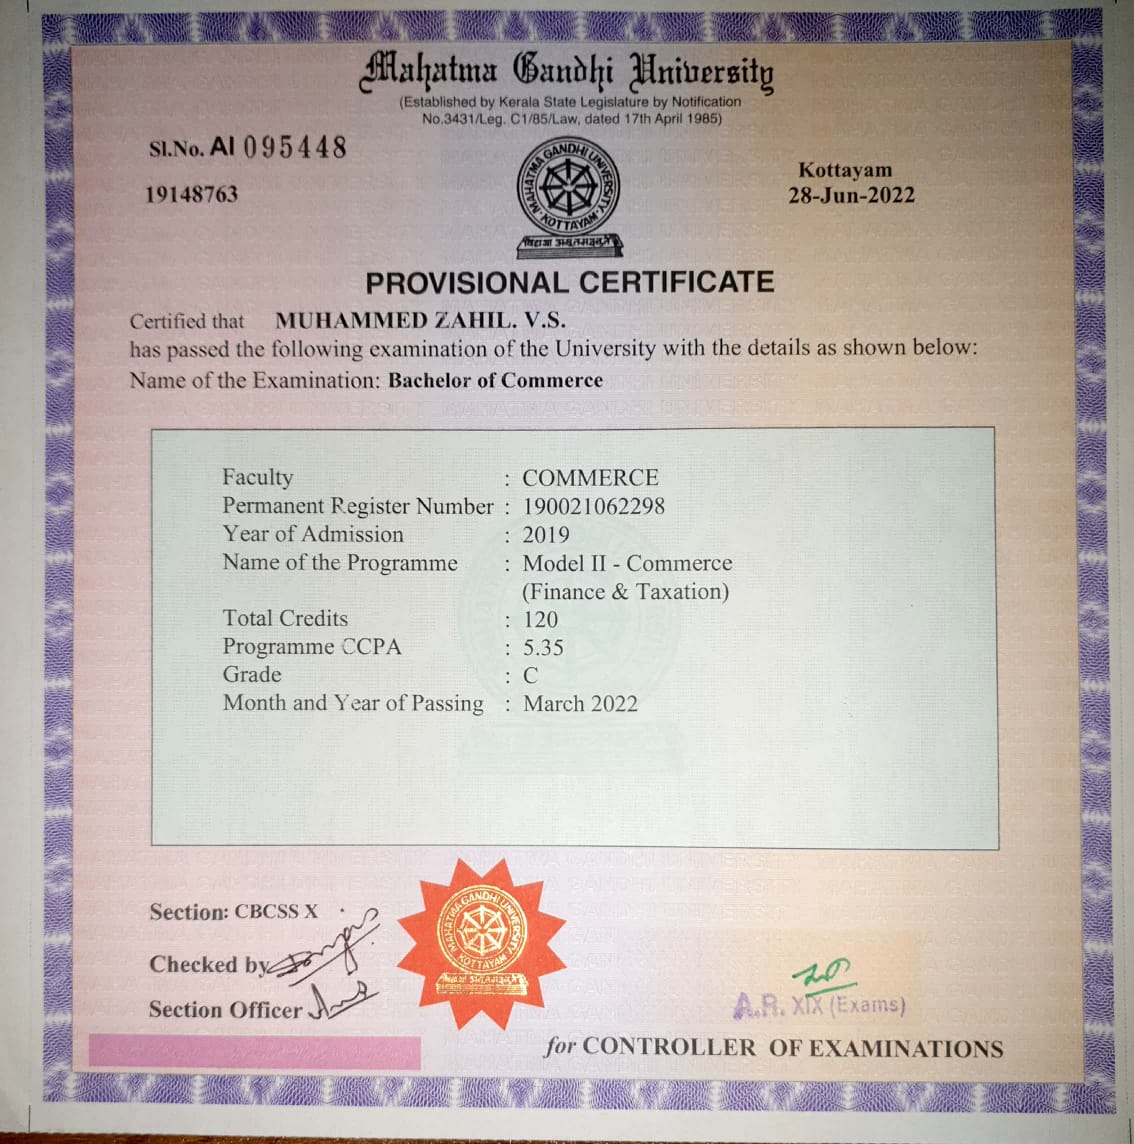 Mahatma Gandhi University
(Established by Kerala State Legislature by Notification
No.3431/Leg. C1/85/Law, dated 17th April 1985)
Sl.No. AI 095448
19148763
Kottayam
28-Jun-2022
MAHATMA GANDHI UNIVERSITY
KOTTAYAM
PROVISIONAL CERTIFICATE
Certified that MUHAMMED ZAHIL. V.S.
has passed the following examination of the University with the details as shown below:
Name of the Examination: Bachelor of Commerce
Faculty : COMMERCE
Permanent Register Number : 190021062298
Year of Admission : 2019
Name of the Programme : Model II - Commerce
(Finance & Taxation)
Total Credits : 120
Programme CCPA : 5.35
Grade : C
Month and Year of Passing : March 2022
Section: CBCSS X
Checked by
Section Officer
MAHATMA GANDHI UNIVERSITY
KOTTAYAM
A.R. XIX (Exams)
for CONTROLLER OF EXAMINATIONS